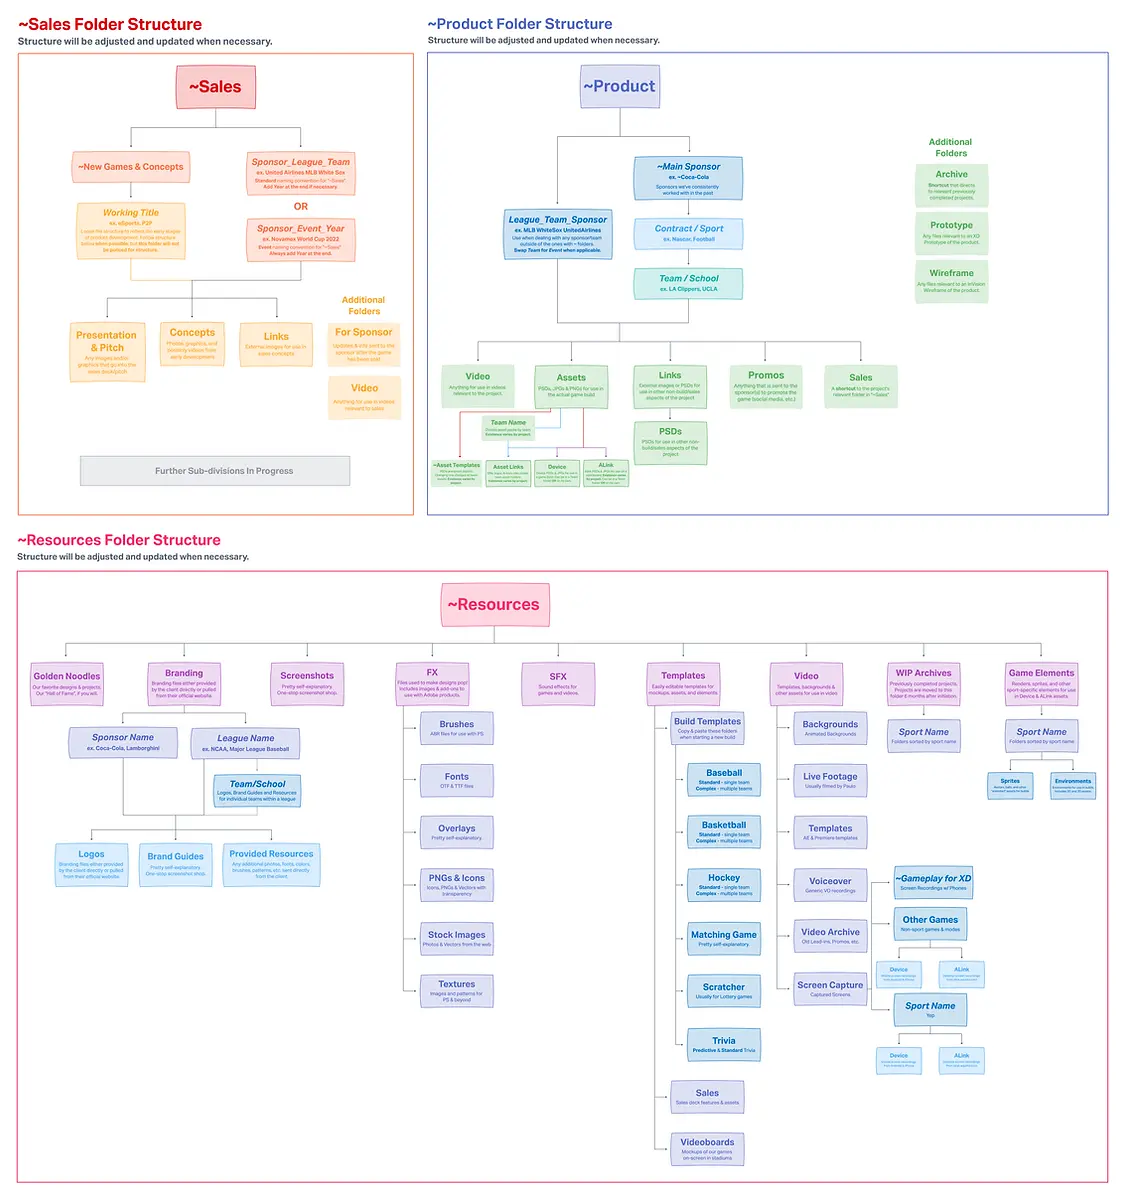 ~Sales Folder Structure
Structure will be adjusted and updated when necessary.
~Sales
~New Games & Concepts
Sponsor_League_Team
ex. United Airlines MLB White Sox
Standard naming convention for "~Sales"
Add Year at the end if necessary.
OR
Working Title
ex. eSports, P2P
Sponsor_Event_Year
ex. Novamex World Cup 2022
Event naming convention for "~Sales"
Always add Year at the end.
Additional
Folders
Presentation
& Pitch
Any images and/or
graphics that go into the
sales deck/pitch
Concepts
Photos, graphics, and
working videos from
early development
Links
External images for use in
sales concepts
For Sponsor
Updates & info sent to the
sponsor after the game
has been sold
Video
Anything for use in videos
relevant to sales
Further Sub-divisions In Progress
~Product Folder Structure
Structure will be adjusted and updated when necessary.
~Product
~Main Sponsor
ex. ~Coca-Cola
Sponsors we've consistently
worked with in the past
League_Team_Sponsor
ex. MLB WhiteSox UnitedAirlines
Use when dealing with any sponsor/team
outside of the ones with ~ folders.
Swap Team for Event when applicable.
Contract / Sport
ex. Nascar, Football
Team / School
ex. LA Clippers, UCLA
Additional
Folders
Archive
Shortcut that directs
to relevant previously
completed projects.
Prototype
Any files relevant to an XD
Prototype of the product.
Wireframe
Any files relevant to an InVision
Wireframe of the product.
Video
Anything for use in videos
relevant to the project.
Assets
PSDs, JPGs & PNGs for use in
the actual game build
Links
External images or PSDs for
use in other non-build/sales
aspects of the project
Promos
Anything that is sent to the
sponsor(s) to promote the
game (social media, etc.)
Sales
A shortcut to the project's
relevant folder in "~Sales"
Team Name
Existence varies by project.
PSDs
PSDs for use in other non-
build/sales aspects of the
project
~Asset Templates
Asset Links
Device
ALink
~Resources Folder Structure
Structure will be adjusted and updated when necessary.
~Resources
Golden Noodles
Our favorite designs & projects.
Our "Hall of Fame", if you will.
Branding
Branding files either provided
by the client directly or pulled
from their official website.
Screenshots
Pretty self-explanatory.
One-stop screenshot shop.
FX
Files used to make designs pop!
Includes images & add-ons to
use with Adobe products.
SFX
Sound effects for
games and videos.
Templates
Easily editable templates for
mockups, assets, and elements.
Video
Templates, backgrounds &
other assets for use in video
WIP Archives
Previously completed projects.
Projects are moved to this
folder 6 months after initiation.
Game Elements
Renders, sprites, and other
sport-specific elements for use
in Device & ALink assets
Sponsor Name
ex. Coca-Cola, Lamborghini
League Name
ex. NCAA, Major League Baseball
Team/School
Logos, Brand Guides and Resources
for individual teams within a league
Logos
Branding files either provided
by the client directly or pulled
from their official website.
Brand Guides
Pretty self-explanatory.
One-stop screenshot shop.
Provided Resources
Any additional photos, fonts, colors,
brushes, patterns, etc. sent directly
from the client.
Brushes
ABR files for use with PS
Fonts
OTF & TTF files
Overlays
Pretty self-explanatory.
PNGs & Icons
Icons, PNGs & Vectors with
transparency
Stock Images
Photos & Vectors from the web.
Textures
Images and patterns for
PS & beyond
Build Templates
Copy & paste these folders
when starting a new build
Baseball
Standard - single team
Complex - multiple teams
Basketball
Standard - single team
Complex - multiple teams
Hockey
Standard - single team
Complex - multiple teams
Matching Game
Pretty self-explanatory.
Scratcher
Usually for Lottery games
Trivia
Predictive & Standard Trivia
Sales
Sales deck features & assets
Videoboards
Mockups of our games
on-screen in stadiums
Backgrounds
Animated Backgrounds
Live Footage
Usually filmed by Paulo
Templates
AE & Premiere templates
Voiceover
Generic VO recordings
Video Archive
Old Lead-ins, Promos, etc.
Screen Capture
Captured Screens
~Gameplay for XD
Screen Recordings w/ Phones
Other Games
Non-sport games & modes
Device
ALink
Sport Name
Yep
Device
ALink
Sport Name
Folders sorted by sport name
Sport Name
Folders sorted by sport name
Sprites
Environments